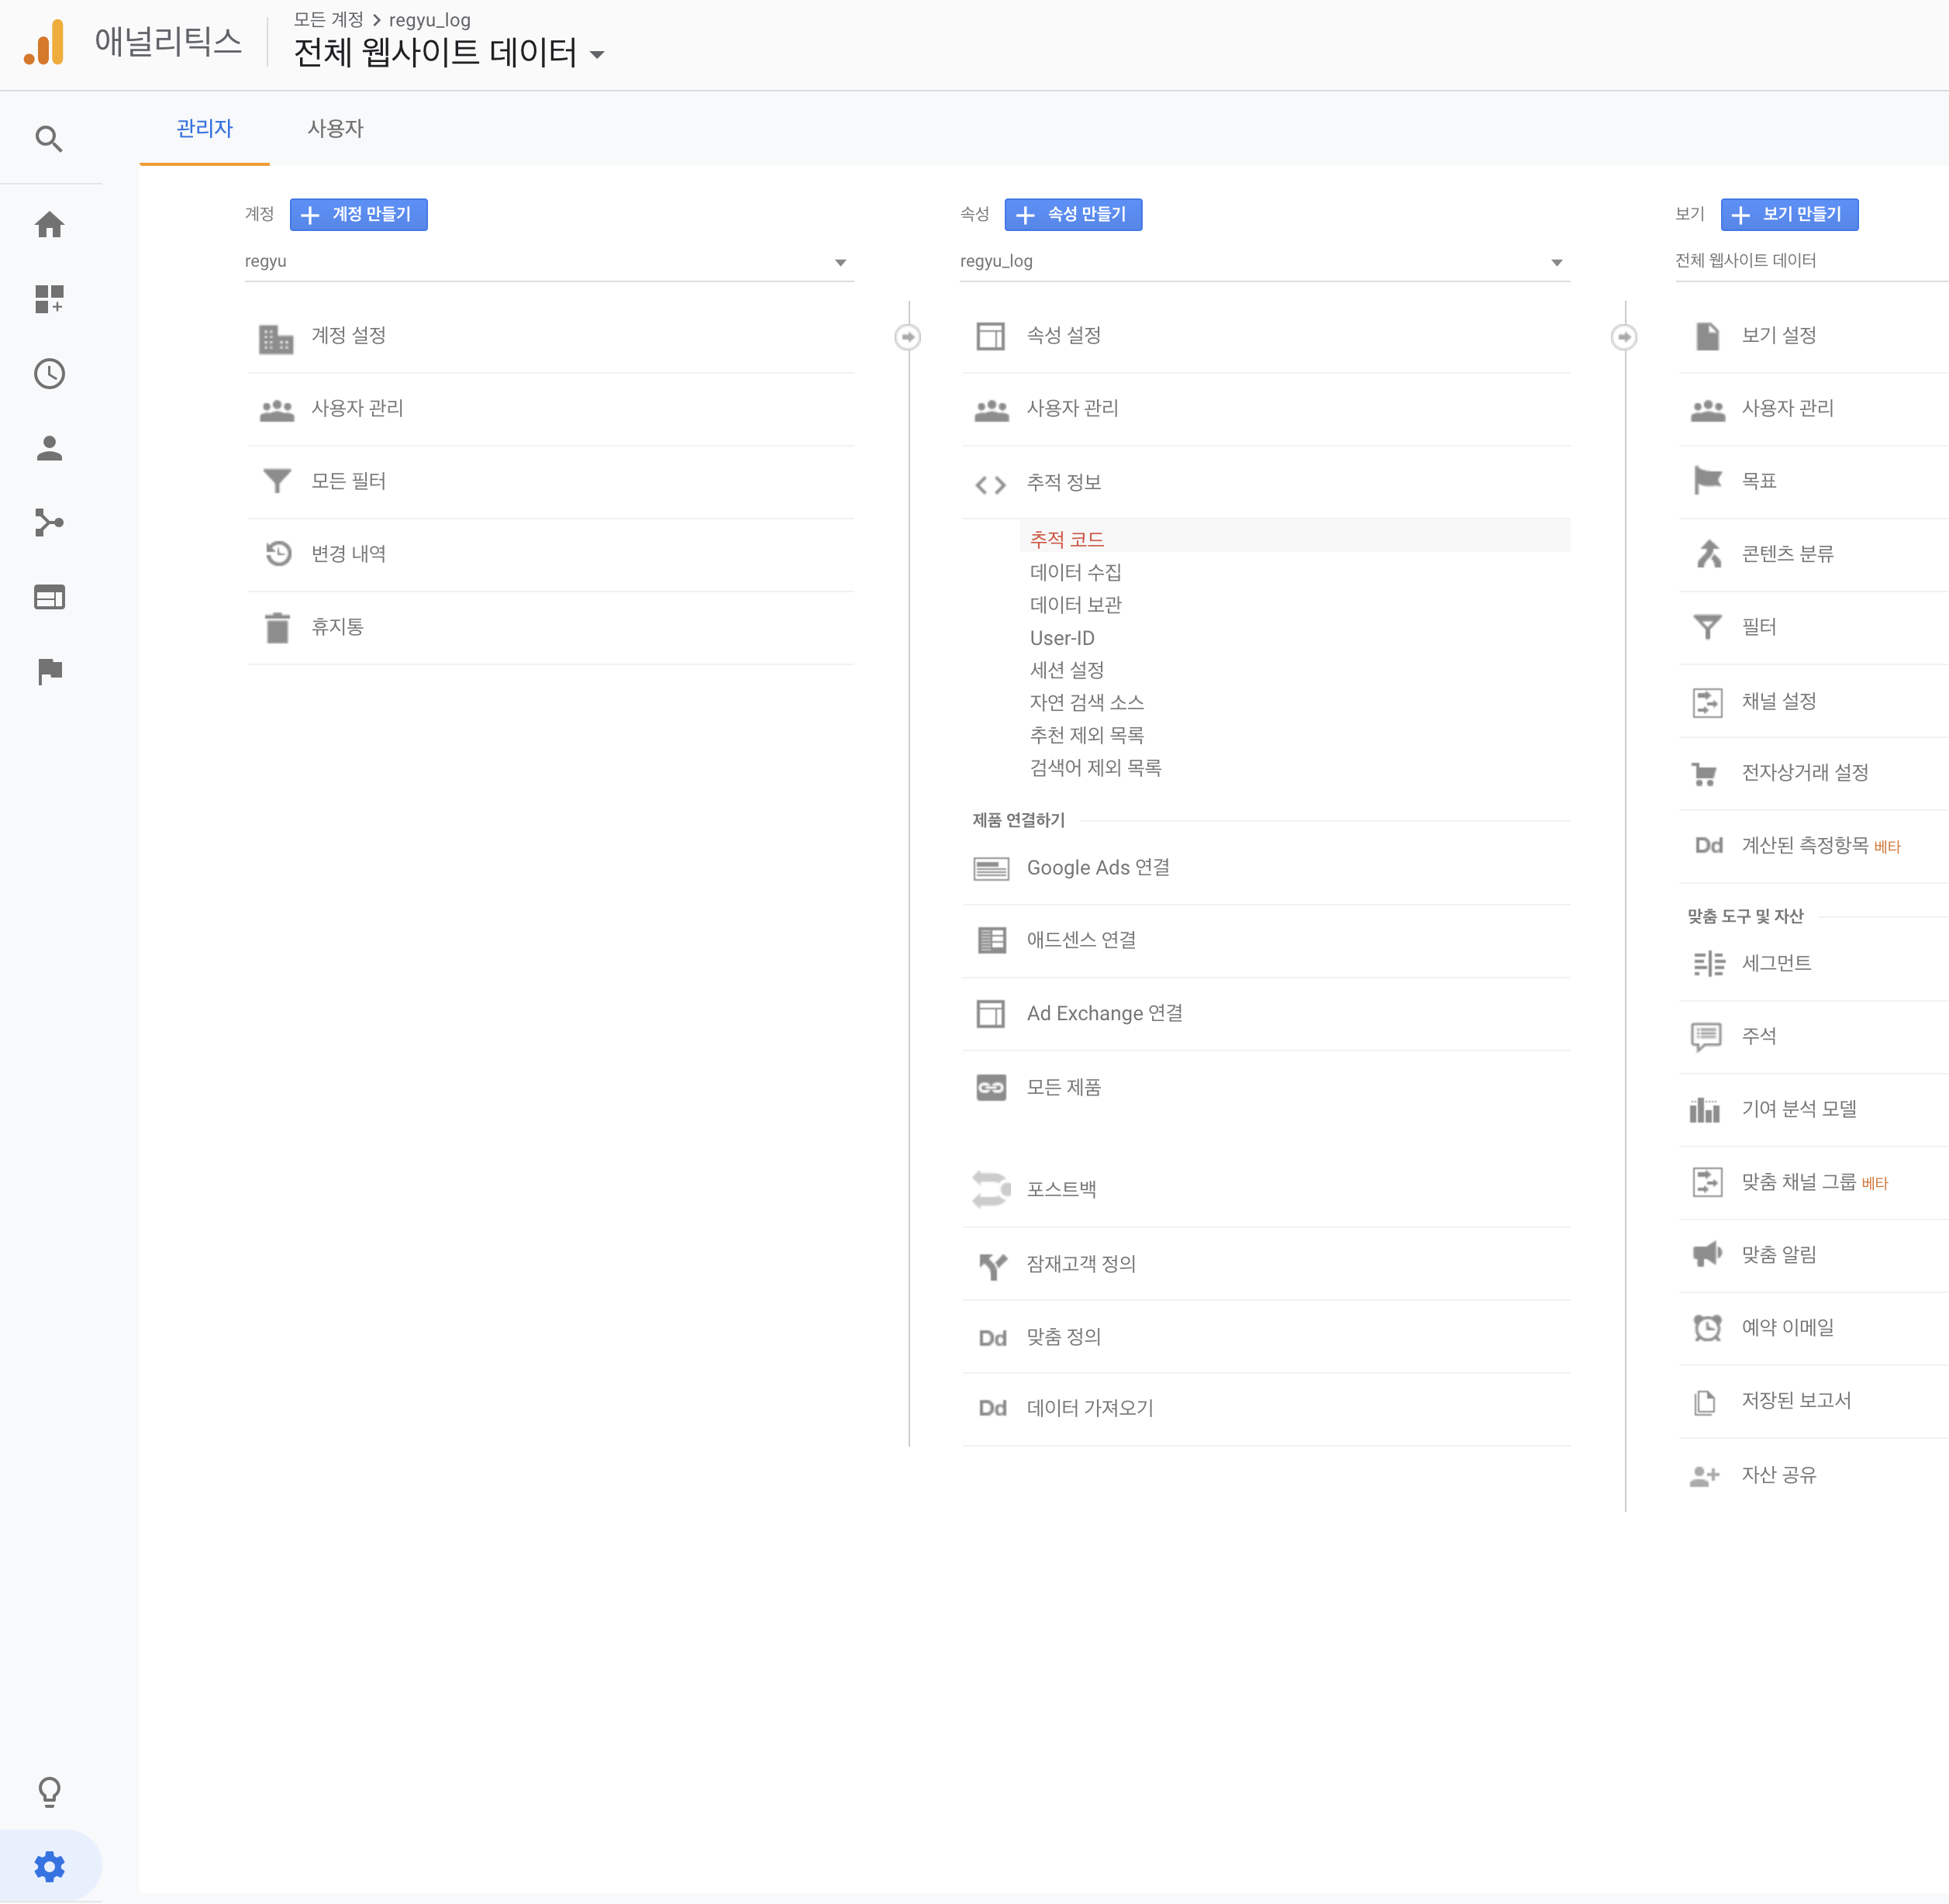 애널리틱스
모든 계정 > regyu_log
전체 웹사이트 데이터
관리자
사용자
계정
계정 만들기
regyu
계정 설정
사용자 관리
모든 필터
변경 내역
휴지통
속성
속성 만들기
regyu_log
속성 설정
사용자 관리
추적 정보
추적 코드
데이터 수집
데이터 보관
User-ID
세션 설정
자연 검색 소스
추천 제외 목록
검색어 제외 목록
제품 연결하기
Google Ads 연결
애드센스 연결
Ad Exchange 연결
모든 제품
포스트백
잠재고객 정의
Dd 맞춤 정의
Dd 데이터 가져오기
보기
보기 만들기
전체 웹사이트 데이터
보기 설정
사용자 관리
목표
콘텐츠 분류
필터
채널 설정
전자상거래 설정
Dd 계산된 측정항목 베타
맞춤 도구 및 자산
세그먼트
주석
기여 분석 모델
맞춤 채널 그룹 베타
맞춤 알림
예약 이메일
저장된 보고서
자산 공유